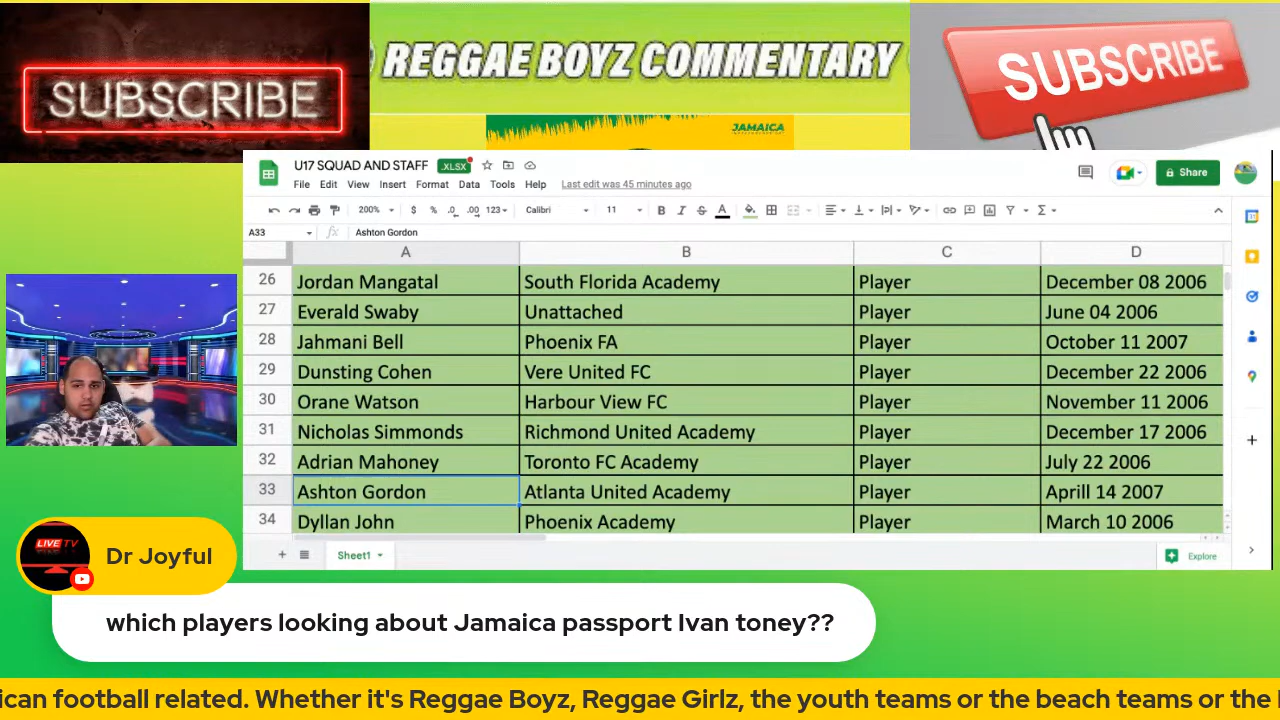 SUBSCRIBE
REGGAE BOYZ COMMENTARY
SUBSCRIBE
JAMAICA
U17 SQUAD AND STAFF .XLSX
File Edit View Insert Format Data Tools Help Last edit was 45 minutes ago
Share
200% $ % .0 .00 123 Calibri 11 B I S A
A33 fx Ashton Gordon
A B C D
26 Jordan Mangatal South Florida Academy Player December 08 2006
27 Everald Swaby Unattached Player June 04 2006
28 Jahmani Bell Phoenix FA Player October 11 2007
29 Dunsting Cohen Vere United FC Player December 22 2006
30 Orane Watson Harbour View FC Player November 11 2006
31 Nicholas Simmonds Richmond United Academy Player December 17 2006
32 Adrian Mahoney Toronto FC Academy Player July 22 2006
33 Ashton Gordon Atlanta United Academy Player Aprill 14 2007
34 Dyllan John Phoenix Academy Player March 10 2006
Sheet1
Explore
LIVE TV
Dr Joyful
which players looking about Jamaica passport Ivan toney??
ican football related. Whether it's Reggae Boyz, Reggae Girlz, the youth teams or the beach teams or the